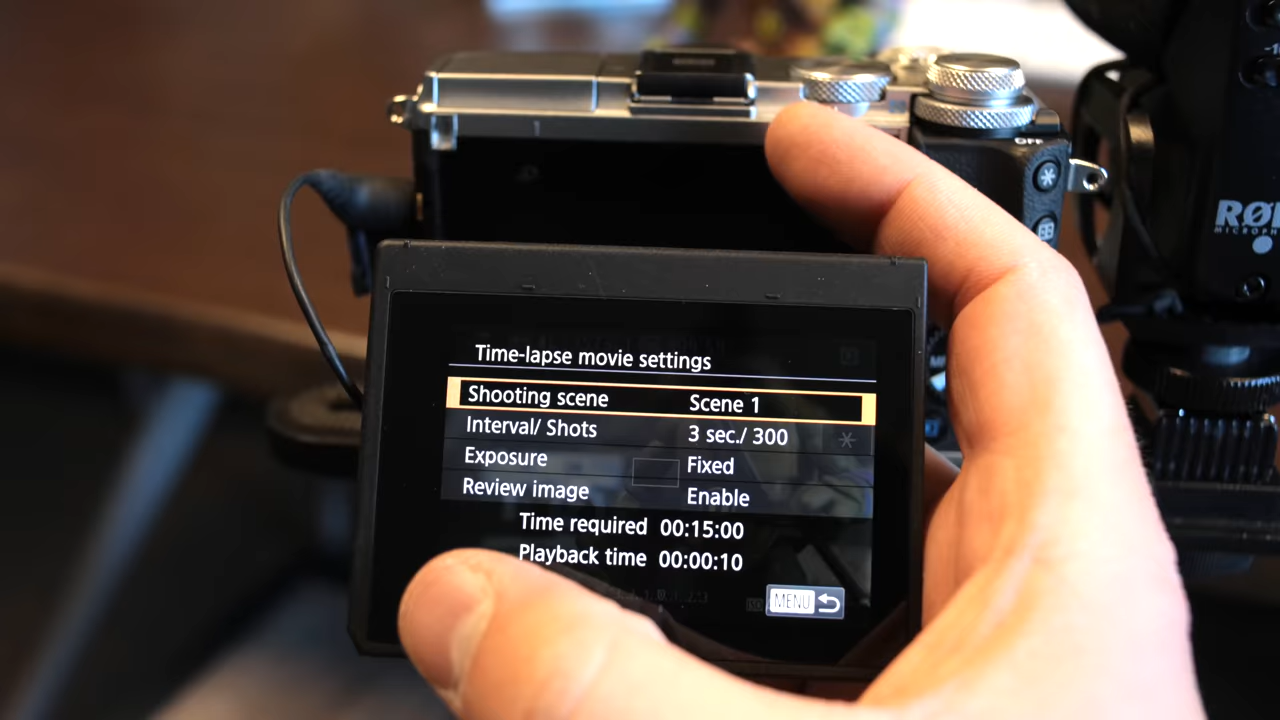 RØ
MICROPH
Time-lapse movie settings
Shooting scene Scene 1
Interval/ Shots 3 sec./ 300
Exposure Fixed
Review image Enable
Time required 00:15:00
Playback time 00:00:10
MENU